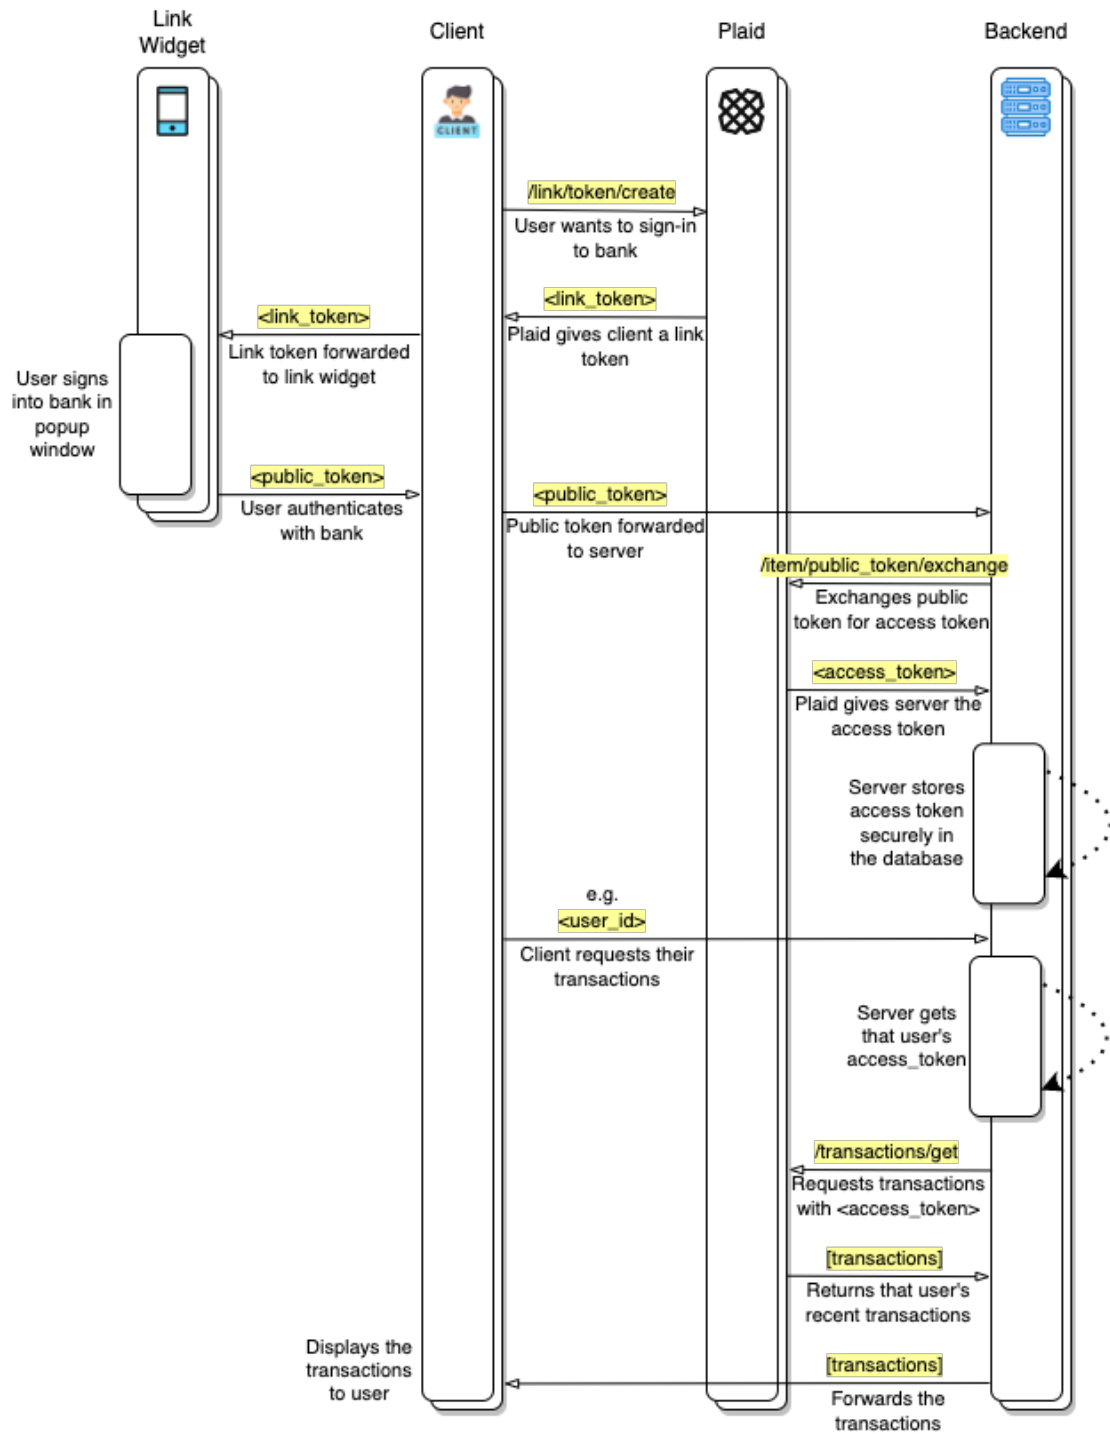 Link
Widget
Client
Plaid
Backend
CLIENT
/link/token/create
User wants to sign-in
to bank
<link_token>
Plaid gives client a link
token
<link_token>
Link token forwarded
to link widget
User signs
into bank in
popup
window
<public_token>
User authenticates
with bank
<public_token>
Public token forwarded
to server
/item/public_token/exchange
Exchanges public
token for access token
<access_token>
Plaid gives server the
access token
Server stores
access token
securely in
the database
e.g.
<user_id>
Client requests their
transactions
Server gets
that user's
access_token
/transactions/get
Requests transactions
with <access_token>
[transactions]
Returns that user's
recent transactions
Displays the
transactions
to user
[transactions]
Forwards the
transactions